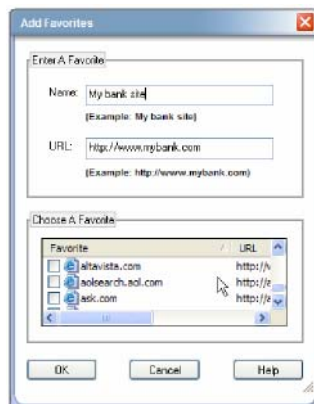 Add Favorites
Enter A Favorite
Name: My bank site
(Example: My bank site)
URL: http://www.mybank.com
(Example: http://www.mybank.com)
Choose A Favorite
Favorite URL
altavista.com
aolsearch.aol.com
ask.com
OK Cancel Help